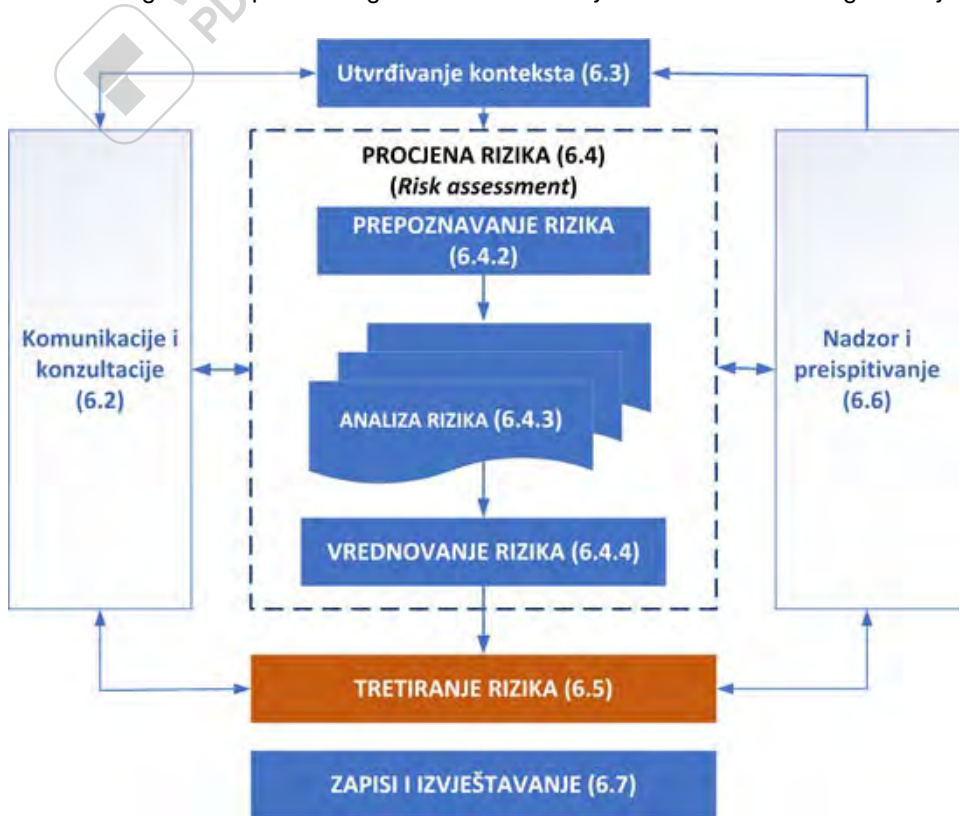 Utvrđivanje konteksta (6.3)
PROCJENA RIZIKA (6.4)
(Risk assessment)
PREPOZNAVANJE RIZIKA
(6.4.2)
Komunikacije i
konzultacije
(6.2)
ANALIZA RIZIKA (6.4.3)
Nadzor i
preispitivanje
(6.6)
VREDNOVANJE RIZIKA (6.4.4)
TRETIRANJE RIZIKA (6.5)
ZAPISI I IZVJEŠTAVANJE (6.7)